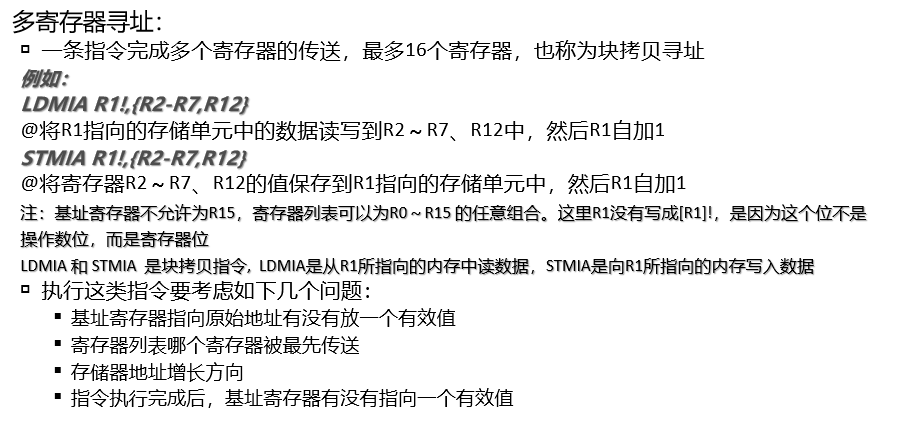 多寄存器寻址：
一条指令完成多个寄存器的传送，最多16个寄存器，也称为块拷贝寻址
例如：
LDMIA R1!,{R2-R7,R12}
@将R1指向的存储单元中的数据读写到R2～R7、R12中，然后R1自加1
STMIA R1!,{R2-R7,R12}
@将寄存器R2～R7、R12的值保存到R1指向的存储单元中，然后R1自加1
注：基址寄存器不允许为R15，寄存器列表可以为R0～R15 的任意组合。这里R1没有写成[R1]!，是因为这个位不是
操作数位，而是寄存器位
LDMIA 和 STMIA 是块拷贝指令, LDMIA是从R1所指向的内存中读数据，STMIA是向R1所指向的内存写入数据
执行这类指令要考虑如下几个问题：
基址寄存器指向原始地址有没有放一个有效值
寄存器列表哪个寄存器被最先传送
存储器地址增长方向
指令执行完成后，基址寄存器有没有指向一个有效值